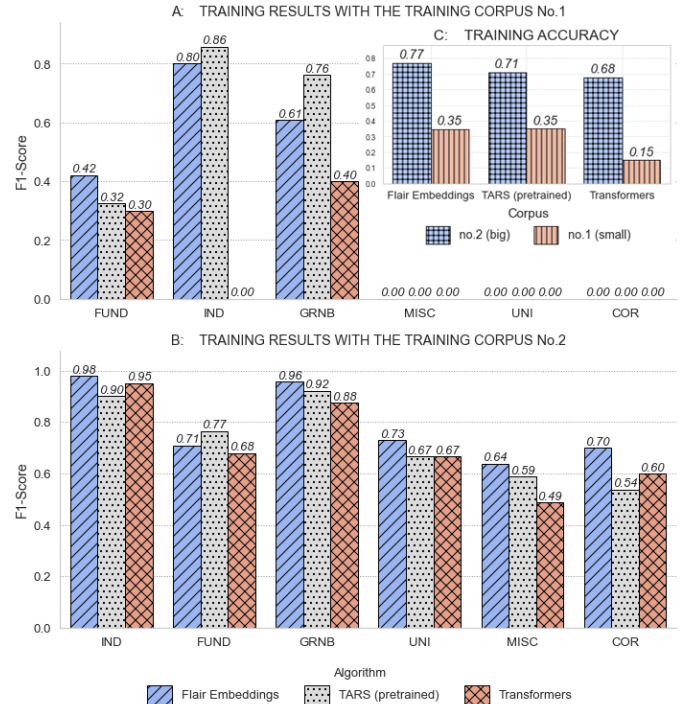 A: TRAINING RESULTS WITH THE TRAINING CORPUS No.1
F1-Score
0.8
0.6
0.4
0.2
0.0
0.42
0.32
0.30
0.80
0.86
0.00
0.61
0.76
0.40
0.00 0.00 0.00
0.00 0.00 0.00
0.00 0.00 0.00
FUND
IND
GRNB
MISC
UNI
COR
C: TRAINING ACCURACY
0.8
0.7
0.6
0.5
0.4
0.3
0.2
0.1
0.0
0.77
0.35
0.71
0.35
0.68
0.15
Flair Embeddings
TARS (pretrained)
Transformers
Corpus
no.2 (big)
no.1 (small)
B: TRAINING RESULTS WITH THE TRAINING CORPUS No.2
F1-Score
1.0
0.8
0.6
0.4
0.2
0.0
0.98
0.90
0.95
0.71
0.77
0.68
0.96
0.92
0.88
0.73
0.67
0.67
0.64
0.59
0.49
0.70
0.54
0.60
IND
FUND
GRNB
UNI
MISC
COR
Algorithm
Flair Embeddings
TARS (pretrained)
Transformers